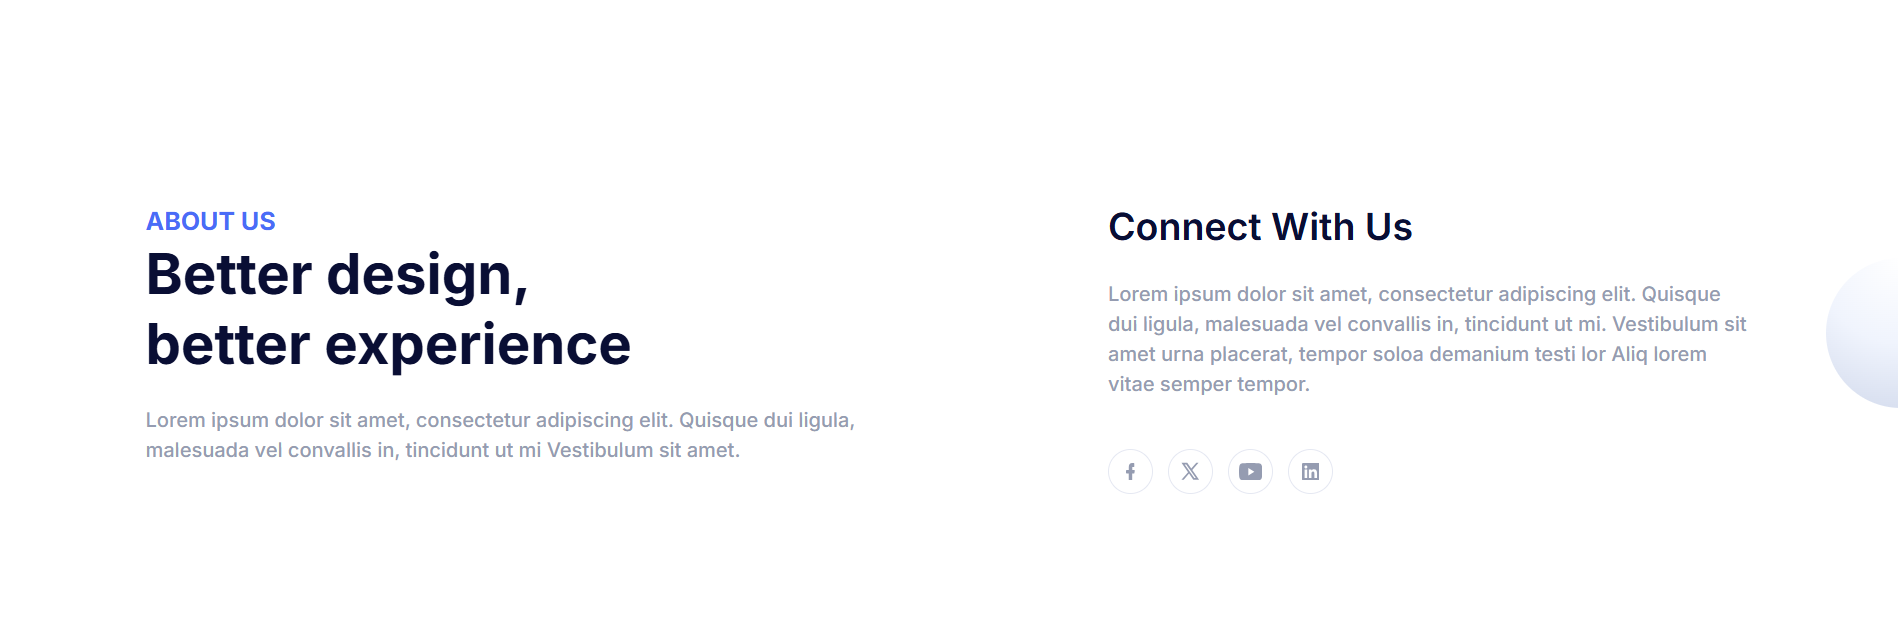 ABOUT US
Better design,
better experience
Lorem ipsum dolor sit amet, consectetur adipiscing elit. Quisque dui ligula,
malesuada vel convallis in, tincidunt ut mi Vestibulum sit amet.
Connect With Us
Lorem ipsum dolor sit amet, consectetur adipiscing elit. Quisque
dui ligula, malesuada vel convallis in, tincidunt ut mi. Vestibulum sit
amet urna placerat, tempor soloa demanium testi lor Aliq lorem
vitae semper tempor.